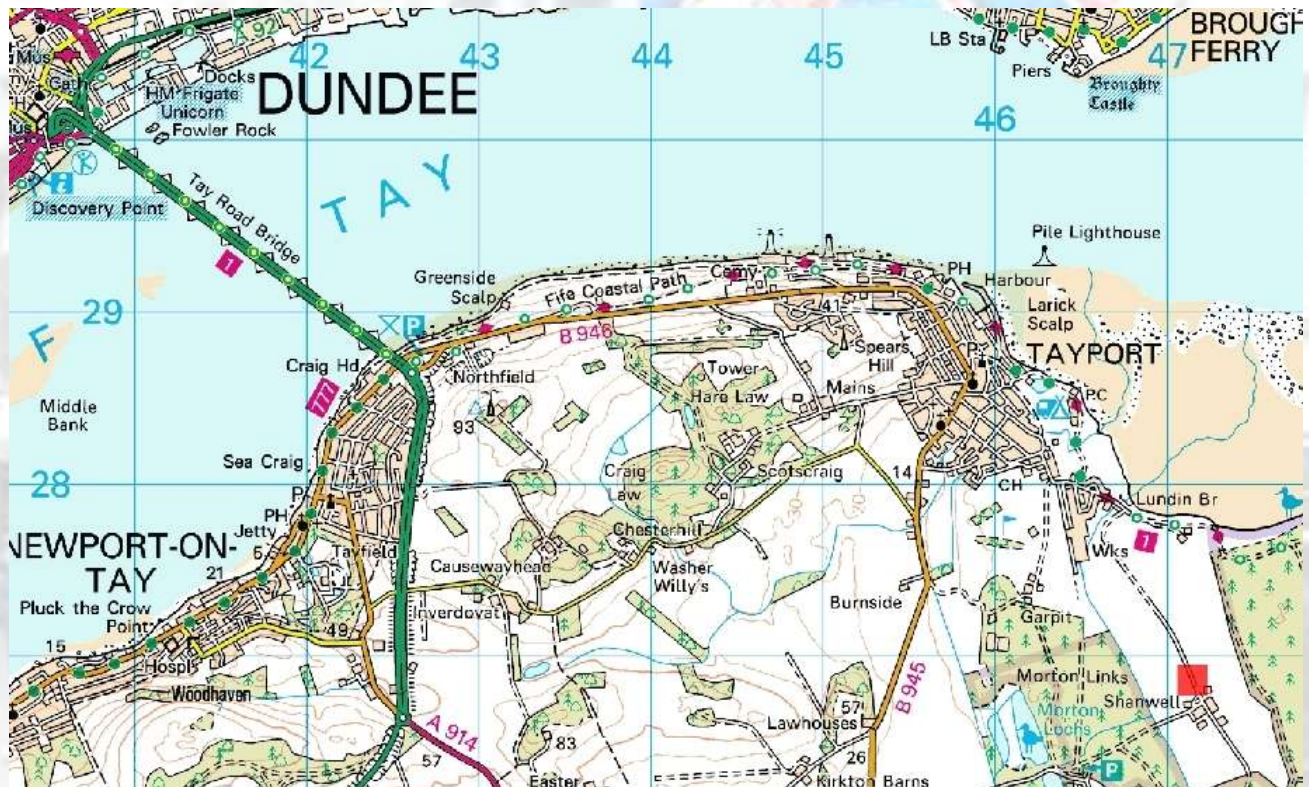 A 92
42
43
44
45
46
47
BROUGH
FERRY
LB Sta
Piers
Broughty
Castle
Mus
Cath
Docks
HM Frigate
Unicorn
Fowler Rock
DUNDEE
TAY
Discovery Point
Tay Road Bridge
1
F
29
Greenside
Scalp
Fife Coastal Path
Cemy
41
PH
Harbour
Pile Lighthouse
Larick
Scalp
TAYPORT
B 946
P
Craig Hd
777
Northfield
93
Middle
Bank
Tower
Hare Law
Spears
Hill
Mains
P
PC
Sea Craig
28
P
PH
Jetty
Craig
Law
Scotscraig
14
CH
Lundin Br
1
Wks
NEWPORT-ON-
TAY
Tayfield
Causewayhead
Chesterhill
Washer
Willy's
Burnside
21
Pluck the Crow
Point
15
Hospl
49
Inverdovat
Garpit
Woodhaven
A 914
57
83
Easter
Lawhouses
57
26
B 945
Kirkton Barns
Morton Links
Morton
Lochs
Shanwell
P